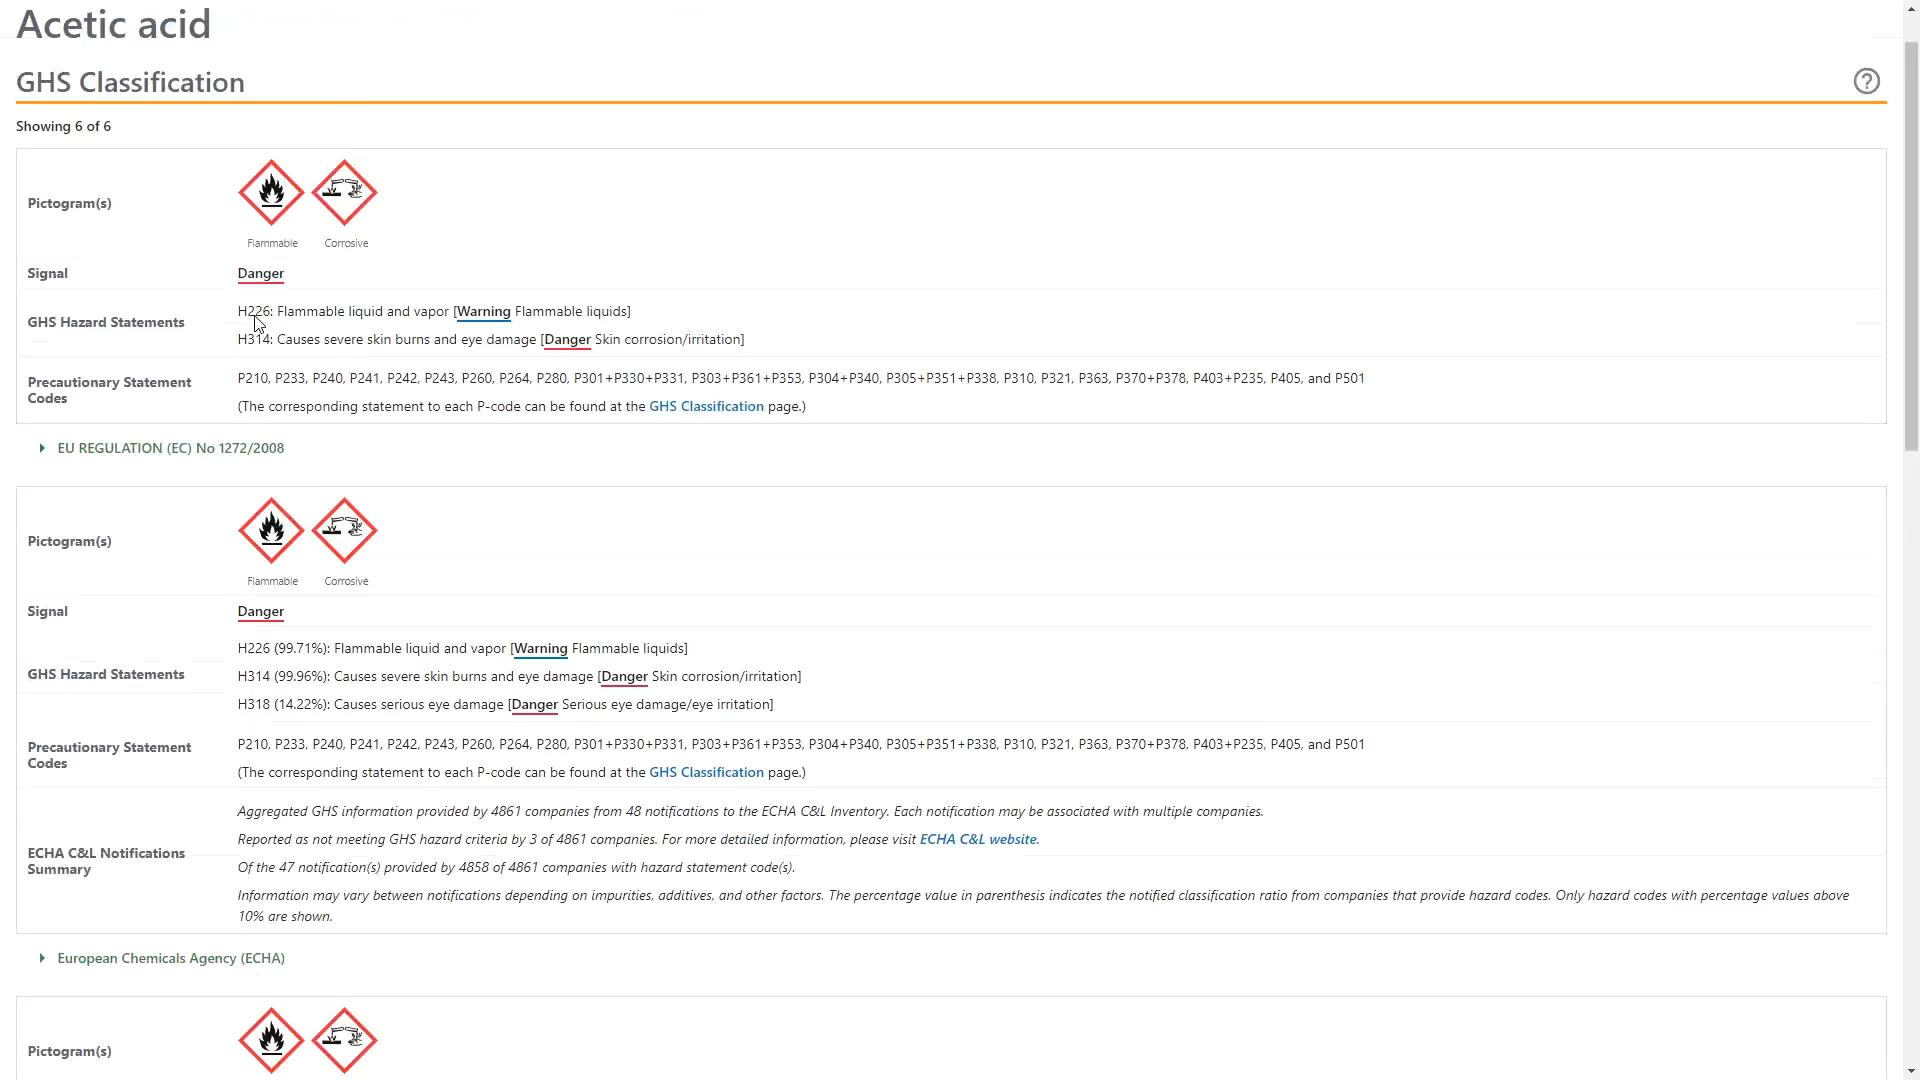 Acetic acid
GHS Classification
Showing 6 of 6
Pictogram(s)
Flammable Corrosive
Signal Danger
GHS Hazard Statements
H226: Flammable liquid and vapor [Warning Flammable liquids]
H314: Causes severe skin burns and eye damage [Danger Skin corrosion/irritation]
Precautionary Statement
Codes
P210, P233, P240, P241, P242, P243, P260, P264, P280, P301+P330+P331, P303+P361+P353, P304+P340, P305+P351+P338, P310, P321, P363, P370+P378, P403+P235, P405, and P501
(The corresponding statement to each P-code can be found at the GHS Classification page.)
EU REGULATION (EC) No 1272/2008
Pictogram(s)
Flammable Corrosive
Signal Danger
GHS Hazard Statements
H226 (99.71%): Flammable liquid and vapor [Warning Flammable liquids]
H314 (99.96%): Causes severe skin burns and eye damage [Danger Skin corrosion/irritation]
H318 (14.22%): Causes serious eye damage [Danger Serious eye damage/eye irritation]
Precautionary Statement
Codes
P210, P233, P240, P241, P242, P243, P260, P264, P280, P301+P330+P331, P303+P361+P353, P304+P340, P305+P351+P338, P310, P321, P363, P370+P378, P403+P235, P405, and P501
(The corresponding statement to each P-code can be found at the GHS Classification page.)
ECHA C&L Notifications
Summary
Aggregated GHS information provided by 4861 companies from 48 notifications to the ECHA C&L Inventory. Each notification may be associated with multiple companies.
Reported as not meeting GHS hazard criteria by 3 of 4861 companies. For more detailed information, please visit ECHA C&L website.
Of the 47 notification(s) provided by 4858 of 4861 companies with hazard statement code(s).
Information may vary between notifications depending on impurities, additives, and other factors. The percentage value in parenthesis indicates the notified classification ratio from companies that provide hazard codes. Only hazard codes with percentage values above
10% are shown.
European Chemicals Agency (ECHA)
Pictogram(s)